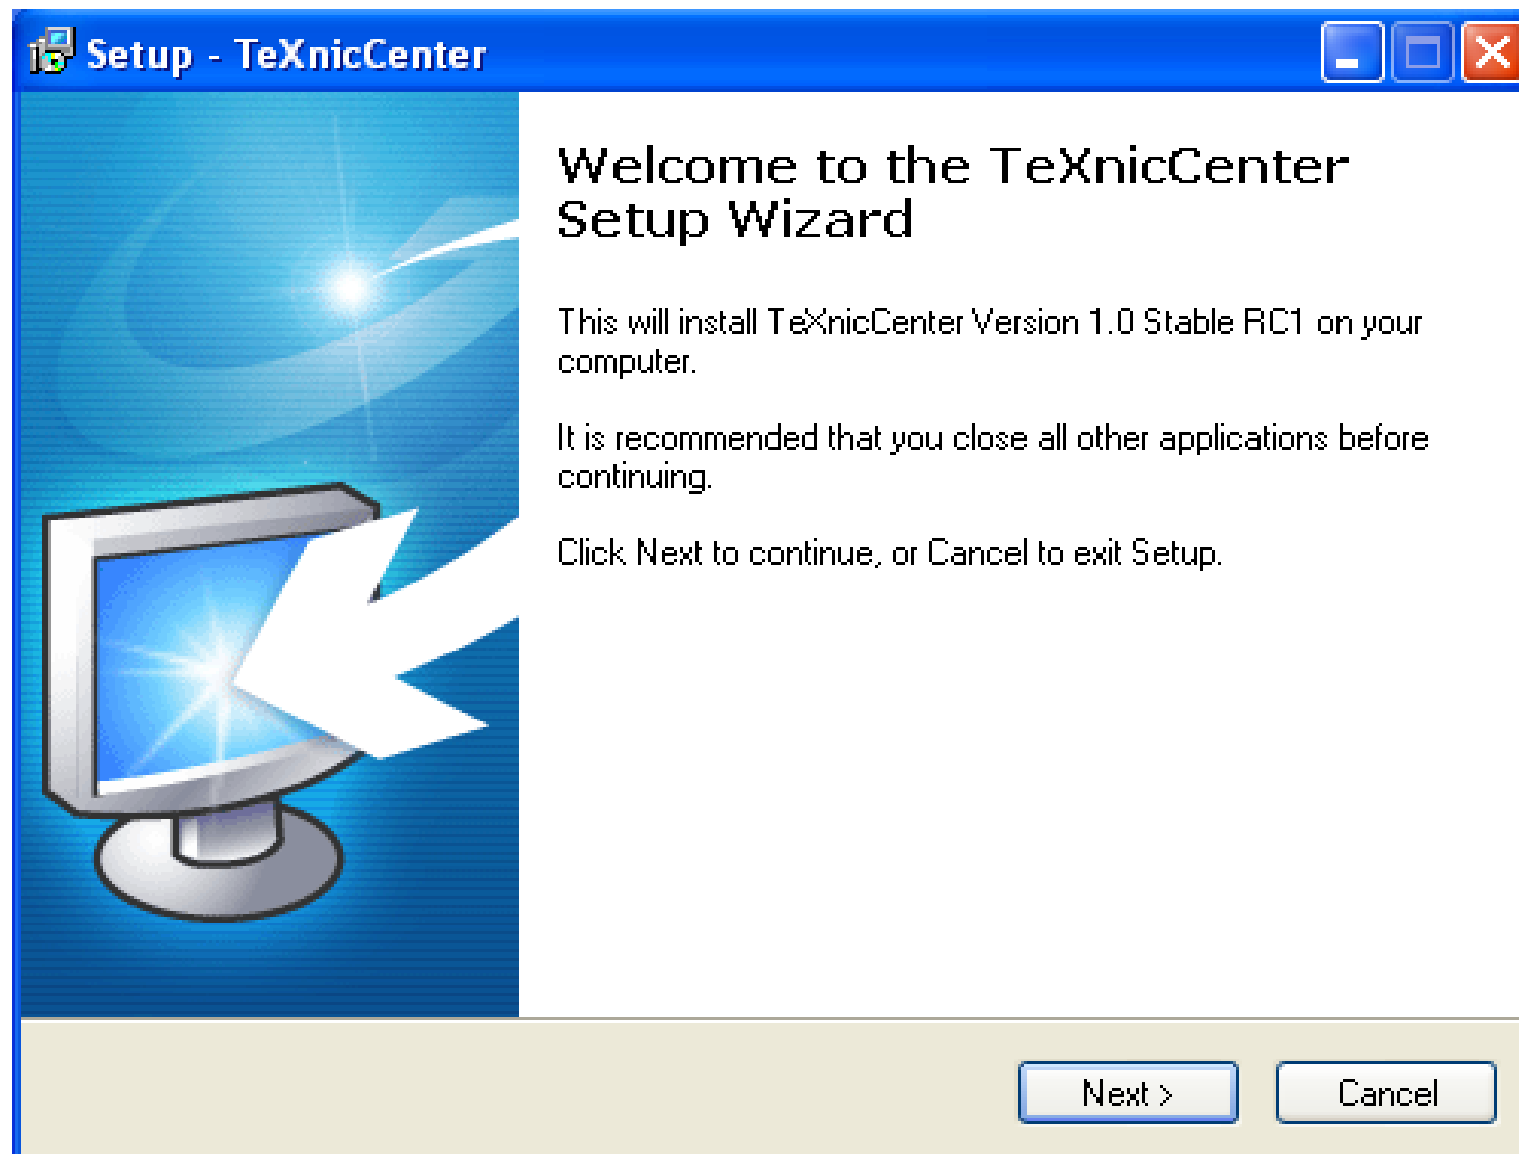 Setup - TeXnicCenter
Welcome to the TeXnicCenter
Setup Wizard
This will install TeXnicCenter Version 1.0 Stable RC1 on your
computer.
It is recommended that you close all other applications before
continuing.
Click Next to continue, or Cancel to exit Setup.
Next >
Cancel